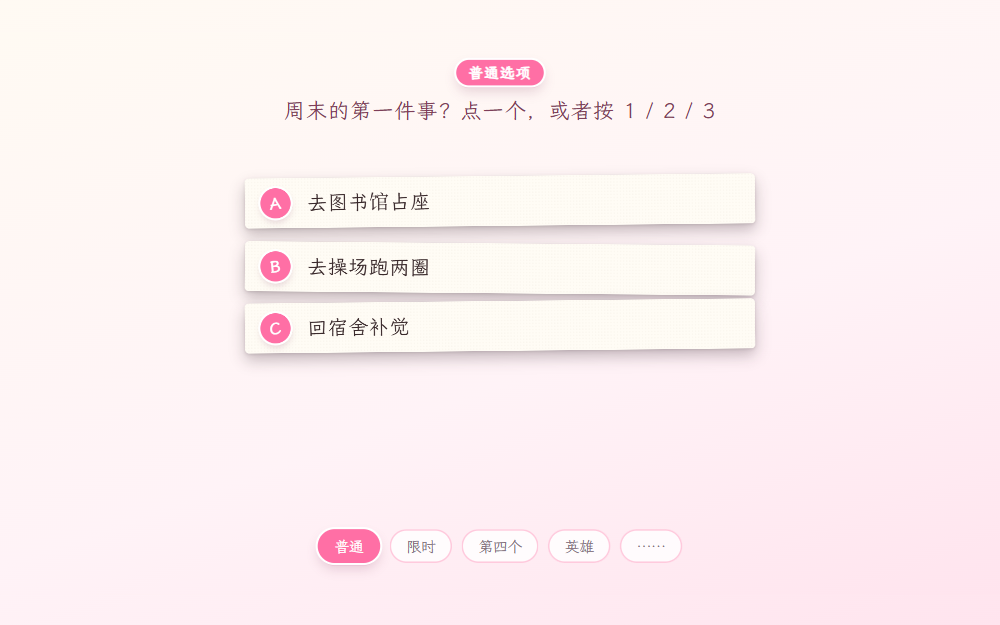 普通选项
周末的第一件事？点一个，或者按 1 / 2 / 3
A 去图书馆占座
B 去操场跑两圈
C 回宿舍补觉
普通 限时 第四个 英雄 ……